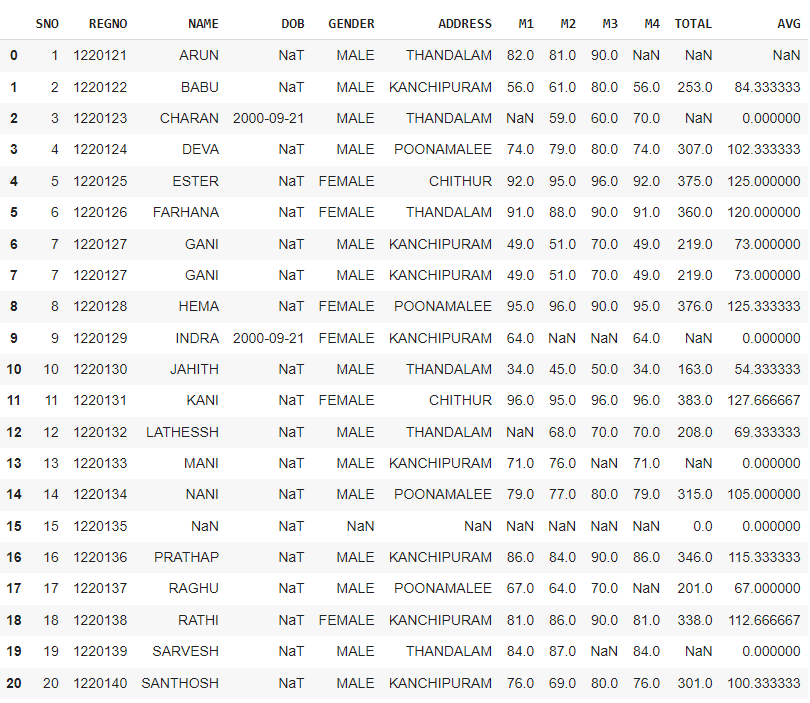 SNO REGNO NAME DOB GENDER ADDRESS M1 M2 M3 M4 TOTAL AVG
0 1 1220121 ARUN NaT MALE THANDALAM 82.0 81.0 90.0 NaN NaN NaN
1 2 1220122 BABU NaT MALE KANCHIPURAM 56.0 61.0 80.0 56.0 253.0 84.333333
2 3 1220123 CHARAN 2000-09-21 MALE THANDALAM NaN 59.0 60.0 70.0 NaN 0.000000
3 4 1220124 DEVA NaT MALE POONAMALEE 74.0 79.0 80.0 74.0 307.0 102.333333
4 5 1220125 ESTER NaT FEMALE CHITHUR 92.0 95.0 96.0 92.0 375.0 125.000000
5 6 1220126 FARHANA NaT FEMALE THANDALAM 91.0 88.0 90.0 91.0 360.0 120.000000
6 7 1220127 GANI NaT MALE KANCHIPURAM 49.0 51.0 70.0 49.0 219.0 73.000000
7 7 1220127 GANI NaT MALE KANCHIPURAM 49.0 51.0 70.0 49.0 219.0 73.000000
8 8 1220128 HEMA NaT FEMALE POONAMALEE 95.0 96.0 90.0 95.0 376.0 125.333333
9 9 1220129 INDRA 2000-09-21 FEMALE KANCHIPURAM 64.0 NaN NaN 64.0 NaN 0.000000
10 10 1220130 JAHITH NaT MALE THANDALAM 34.0 45.0 50.0 34.0 163.0 54.333333
11 11 1220131 KANI NaT FEMALE CHITHUR 96.0 95.0 96.0 96.0 383.0 127.666667
12 12 1220132 LATHESSH NaT MALE THANDALAM NaN 68.0 70.0 70.0 208.0 69.333333
13 13 1220133 MANI NaT MALE KANCHIPURAM 71.0 76.0 NaN 71.0 NaN 0.000000
14 14 1220134 NANI NaT MALE POONAMALEE 79.0 77.0 80.0 79.0 315.0 105.000000
15 15 1220135 NaN NaT NaN NaN NaN NaN NaN NaN 0.0 0.000000
16 16 1220136 PRATHAP NaT MALE KANCHIPURAM 86.0 84.0 90.0 86.0 346.0 115.333333
17 17 1220137 RAGHU NaT MALE POONAMALEE 67.0 64.0 70.0 NaN 201.0 67.000000
18 18 1220138 RATHI NaT FEMALE KANCHIPURAM 81.0 86.0 90.0 81.0 338.0 112.666667
19 19 1220139 SARVESH NaT MALE THANDALAM 84.0 87.0 NaN 84.0 NaN 0.000000
20 20 1220140 SANTHOSH NaT MALE KANCHIPURAM 76.0 69.0 80.0 76.0 301.0 100.333333